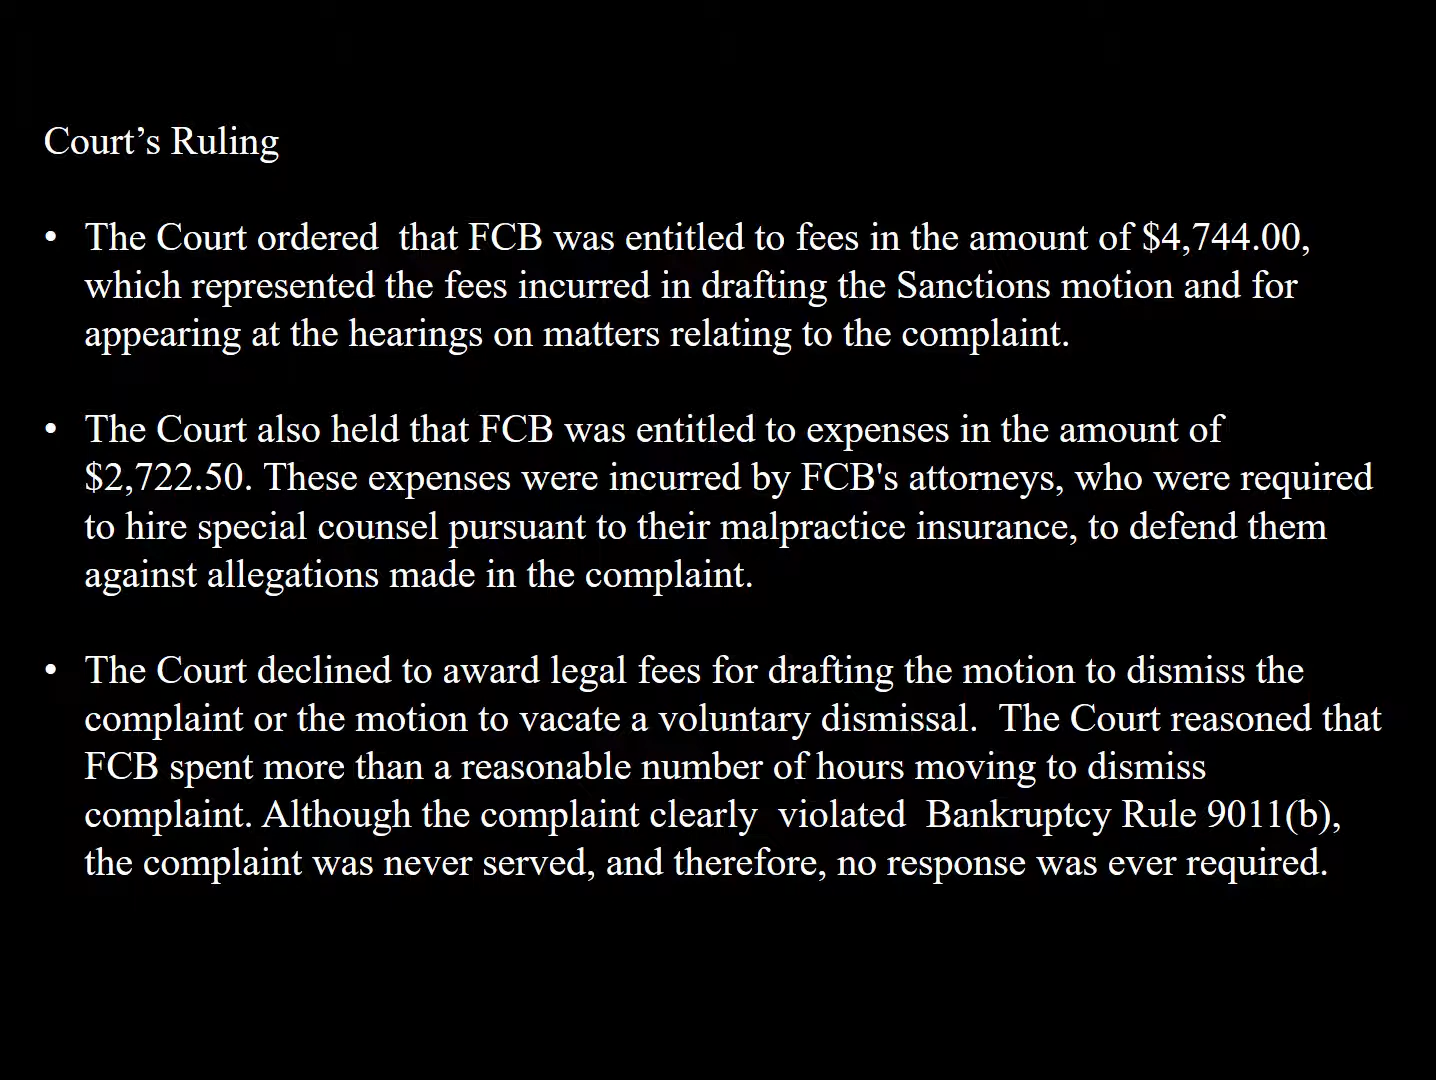 Court’s Ruling
• The Court ordered  that FCB was entitled to fees in the amount of $4,744.00,
which represented the fees incurred in drafting the Sanctions motion and for
appearing at the hearings on matters relating to the complaint.
• The Court also held that FCB was entitled to expenses in the amount of
$2,722.50. These expenses were incurred by FCB's attorneys, who were required
to hire special counsel pursuant to their malpractice insurance, to defend them
against allegations made in the complaint.
• The Court declined to award legal fees for drafting the motion to dismiss the
complaint or the motion to vacate a voluntary dismissal.  The Court reasoned that
FCB spent more than a reasonable number of hours moving to dismiss
complaint. Although the complaint clearly  violated  Bankruptcy Rule 9011(b),
the complaint was never served, and therefore, no response was ever required.